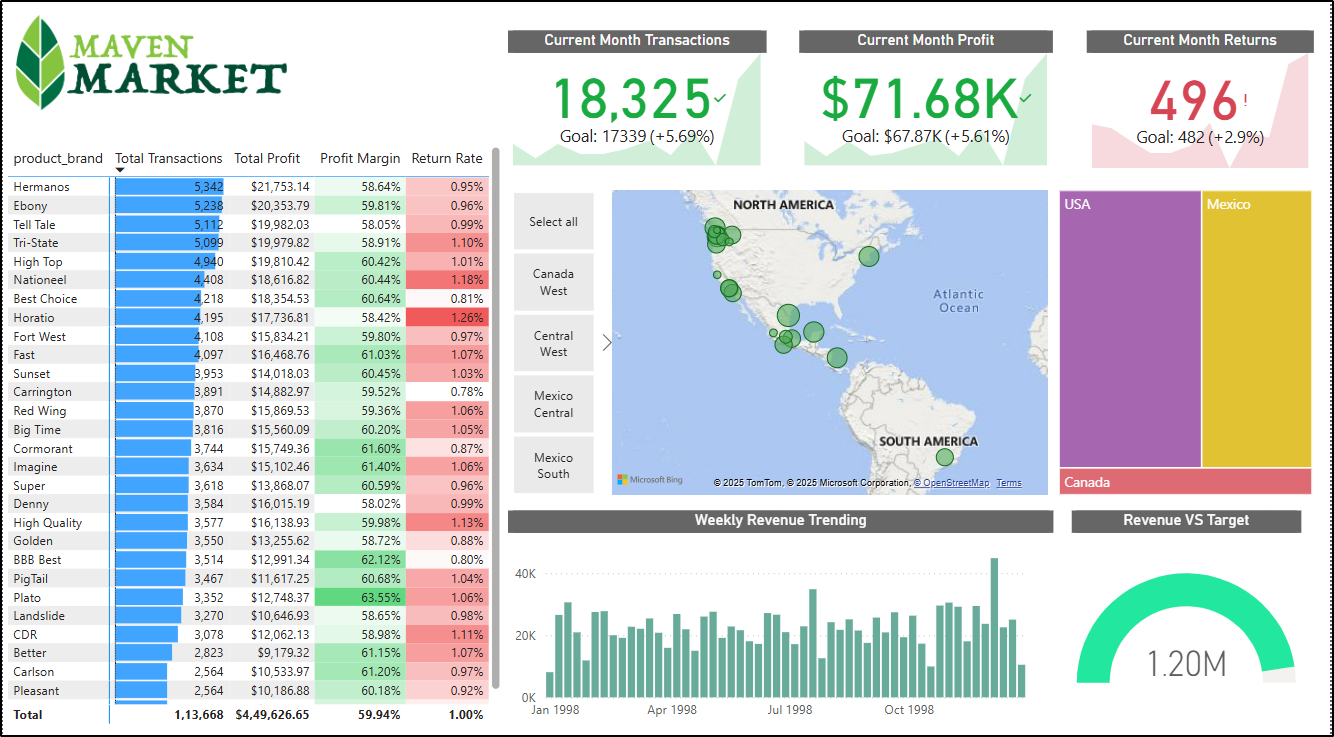 MAVEN
MARKET
Current Month Transactions
18,325
Goal: 17339 (+5.69%)
Current Month Profit
$71.68K
Goal: $67.87K (+5.61%)
Current Month Returns
496!
Goal: 482 (+2.9%)
product_brand Total Transactions Total Profit Profit Margin Return Rate
Hermanos 5,342 $21,753.14 58.64% 0.95%
Ebony 5,238 $20,353.79 59.81% 0.96%
Tell Tale 5,112 $19,982.03 58.05% 0.99%
Tri-State 5,099 $19,979.82 58.91% 1.10%
High Top 4,940 $19,810.42 60.42% 1.01%
Nationeel 4,408 $18,616.82 60.44% 1.18%
Best Choice 4,218 $18,354.53 60.64% 0.81%
Horatio 4,195 $17,736.81 58.42% 1.26%
Fort West 4,108 $15,834.21 59.80% 0.97%
Fast 4,097 $16,468.76 61.03% 1.07%
Sunset 3,953 $14,018.03 60.45% 1.03%
Carrington 3,891 $14,882.97 59.52% 0.78%
Red Wing 3,870 $15,869.53 59.36% 1.06%
Big Time 3,816 $15,560.09 60.20% 1.05%
Cormorant 3,744 $15,749.36 61.60% 0.87%
Imagine 3,634 $15,102.46 61.40% 1.06%
Super 3,618 $13,868.07 60.59% 0.96%
Denny 3,584 $16,015.19 58.02% 0.99%
High Quality 3,577 $16,138.93 59.98% 1.13%
Golden 3,550 $13,255.62 58.72% 0.88%
BBB Best 3,514 $12,991.34 62.12% 0.80%
PigTail 3,467 $11,617.25 60.68% 1.04%
Plato 3,352 $12,748.37 63.55% 1.06%
Landslide 3,270 $10,646.93 58.65% 0.98%
CDR 3,078 $12,062.13 58.98% 1.11%
Better 2,823 $9,179.32 61.15% 1.07%
Carlson 2,564 $10,533.97 61.20% 0.97%
Pleasant 2,564 $10,186.88 60.18% 0.92%
Total 1,13,668 $4,49,626.65 59.94% 1.00%
Select all
Canada
West
Central
West
Mexico
Central
Mexico
South
NORTH AMERICA
Atlantic
Ocean
SOUTH AMERICA
Microsoft Bing
© 2025 TomTom, © 2025 Microsoft Corporation, © OpenStreetMap Terms
USA
Mexico
Canada
Weekly Revenue Trending
40K
20K
0K
Jan 1998 Apr 1998 Jul 1998 Oct 1998
Revenue VS Target
1.20M